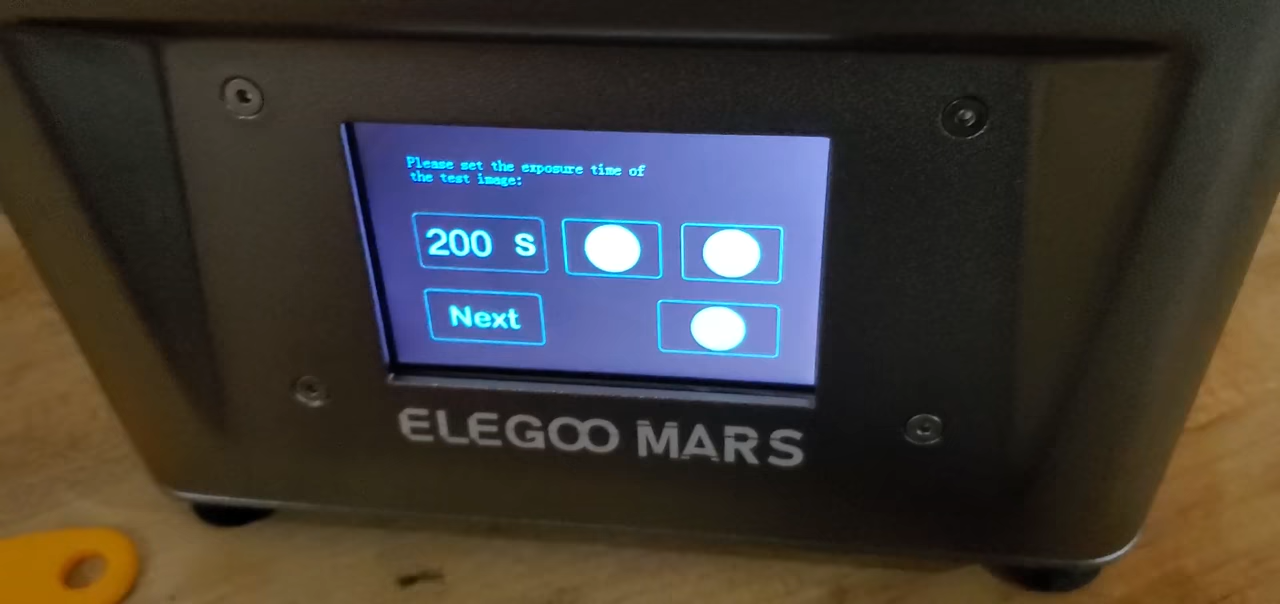 Please set the exposure time of
the test image:
200 S
Next
ELEGOO MARS